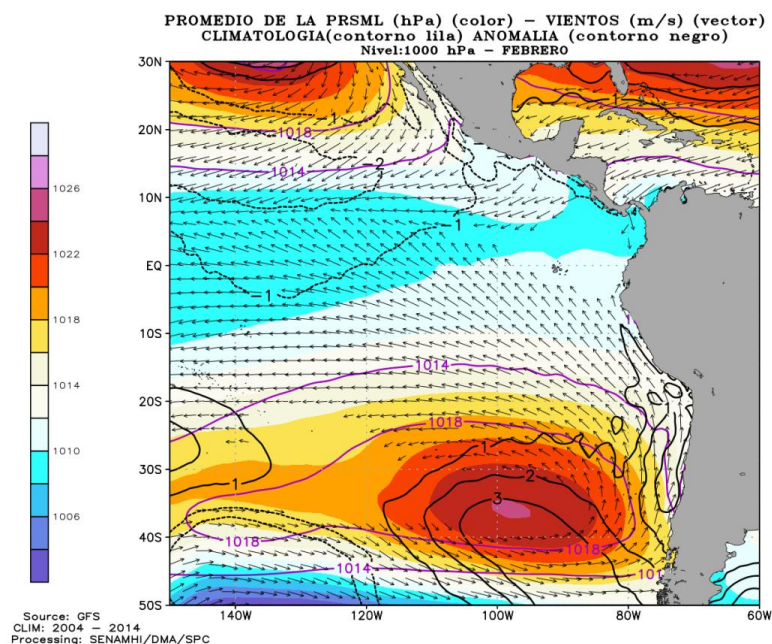 PROMEDIO DE LA PRSML (hPa) (color) – VIENTOS (m/s) (vector)
CLIMATOLOGIA(contorno lila) ANOMALIA (contorno negro)
Nivel:1000 hPa – FEBRERO
30N
20N
10N
EQ
10S
20S
30S
40S
50S
140W
120W
100W
80W
60W
1026
1022
1018
1014
1010
1006
-1
1018
-2
1014
1
-1
1014
1018
1
2
3
1
1018
1018
1014
101
Source: GFS
CLIM: 2004 – 2014
Processing: SENAMHI/DMA/SPC